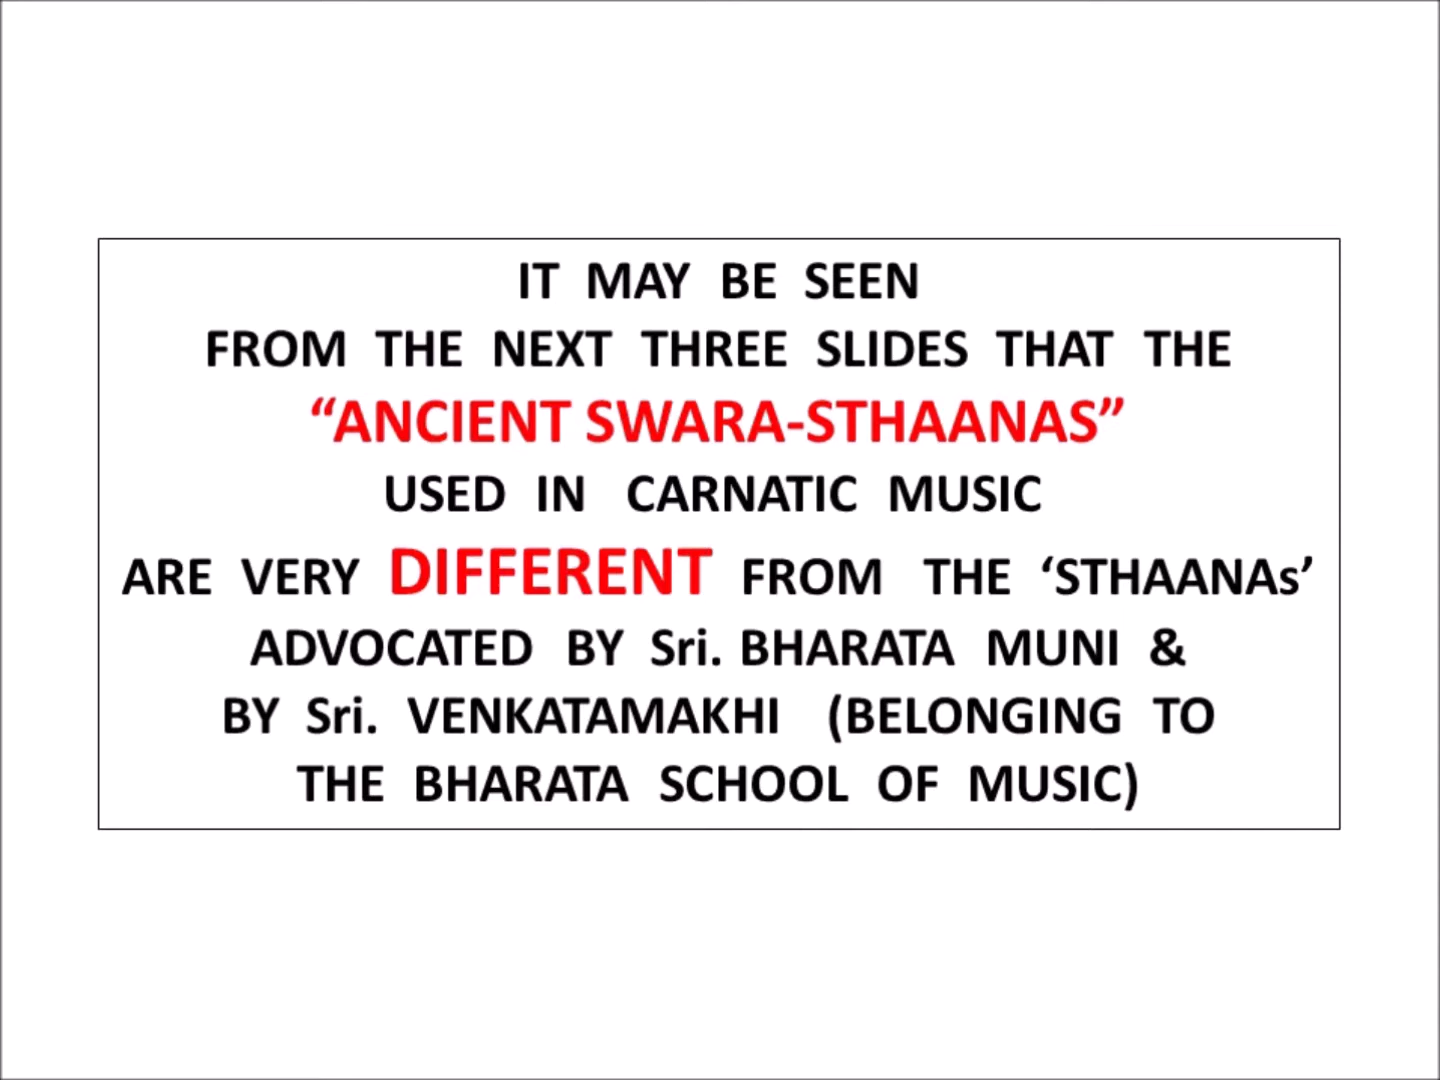 IT MAY BE SEEN
FROM THE NEXT THREE SLIDES THAT THE
“ANCIENT SWARA-STHAANAS”
USED IN CARNATIC MUSIC
ARE VERY DIFFERENT FROM THE ‘STHAANAs’
ADVOCATED BY Sri. BHARATA MUNI &
BY Sri. VENKATAMAKHI (BELONGING TO
THE BHARATA SCHOOL OF MUSIC)